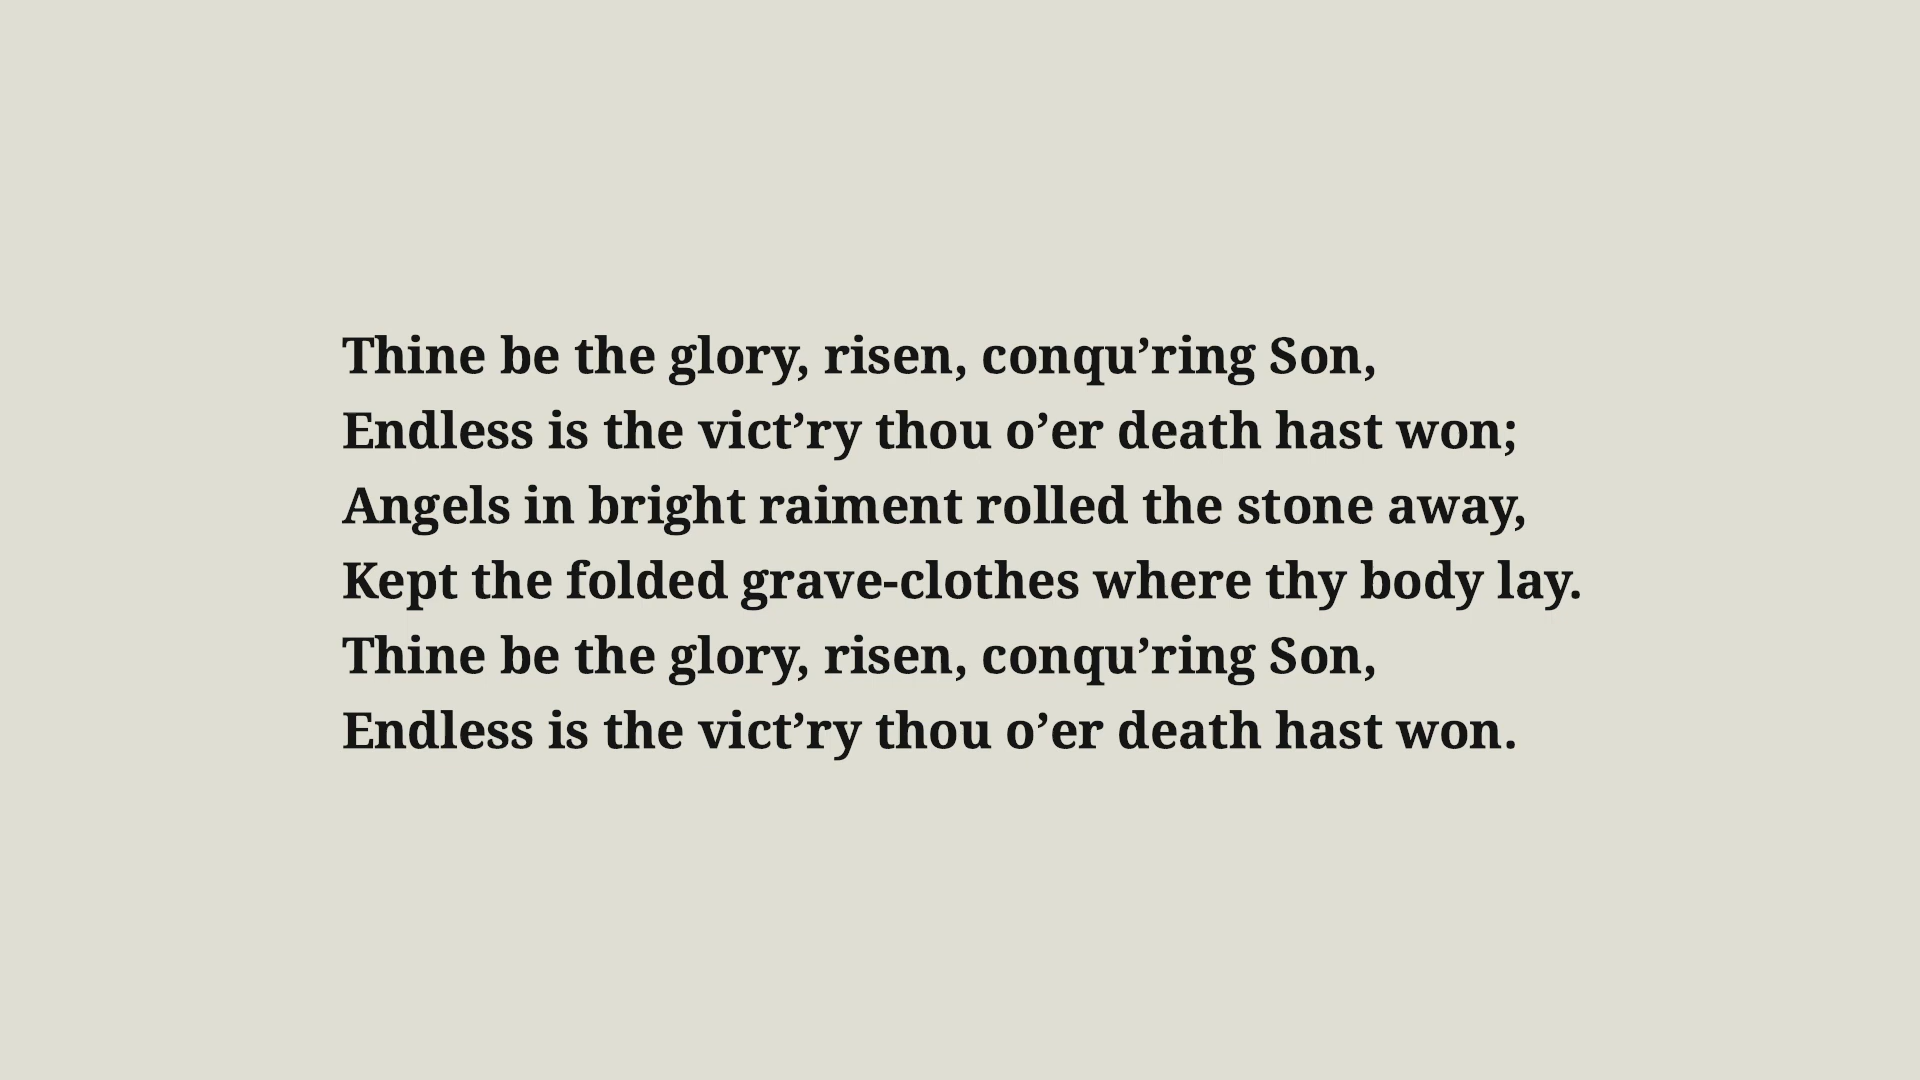 Thine be the glory, risen, conqu’ring Son,
Endless is the vict’ry thou o’er death hast won;
Angels in bright raiment rolled the stone away,
Kept the folded grave-clothes where thy body lay.
Thine be the glory, risen, conqu’ring Son,
Endless is the vict’ry thou o’er death hast won.